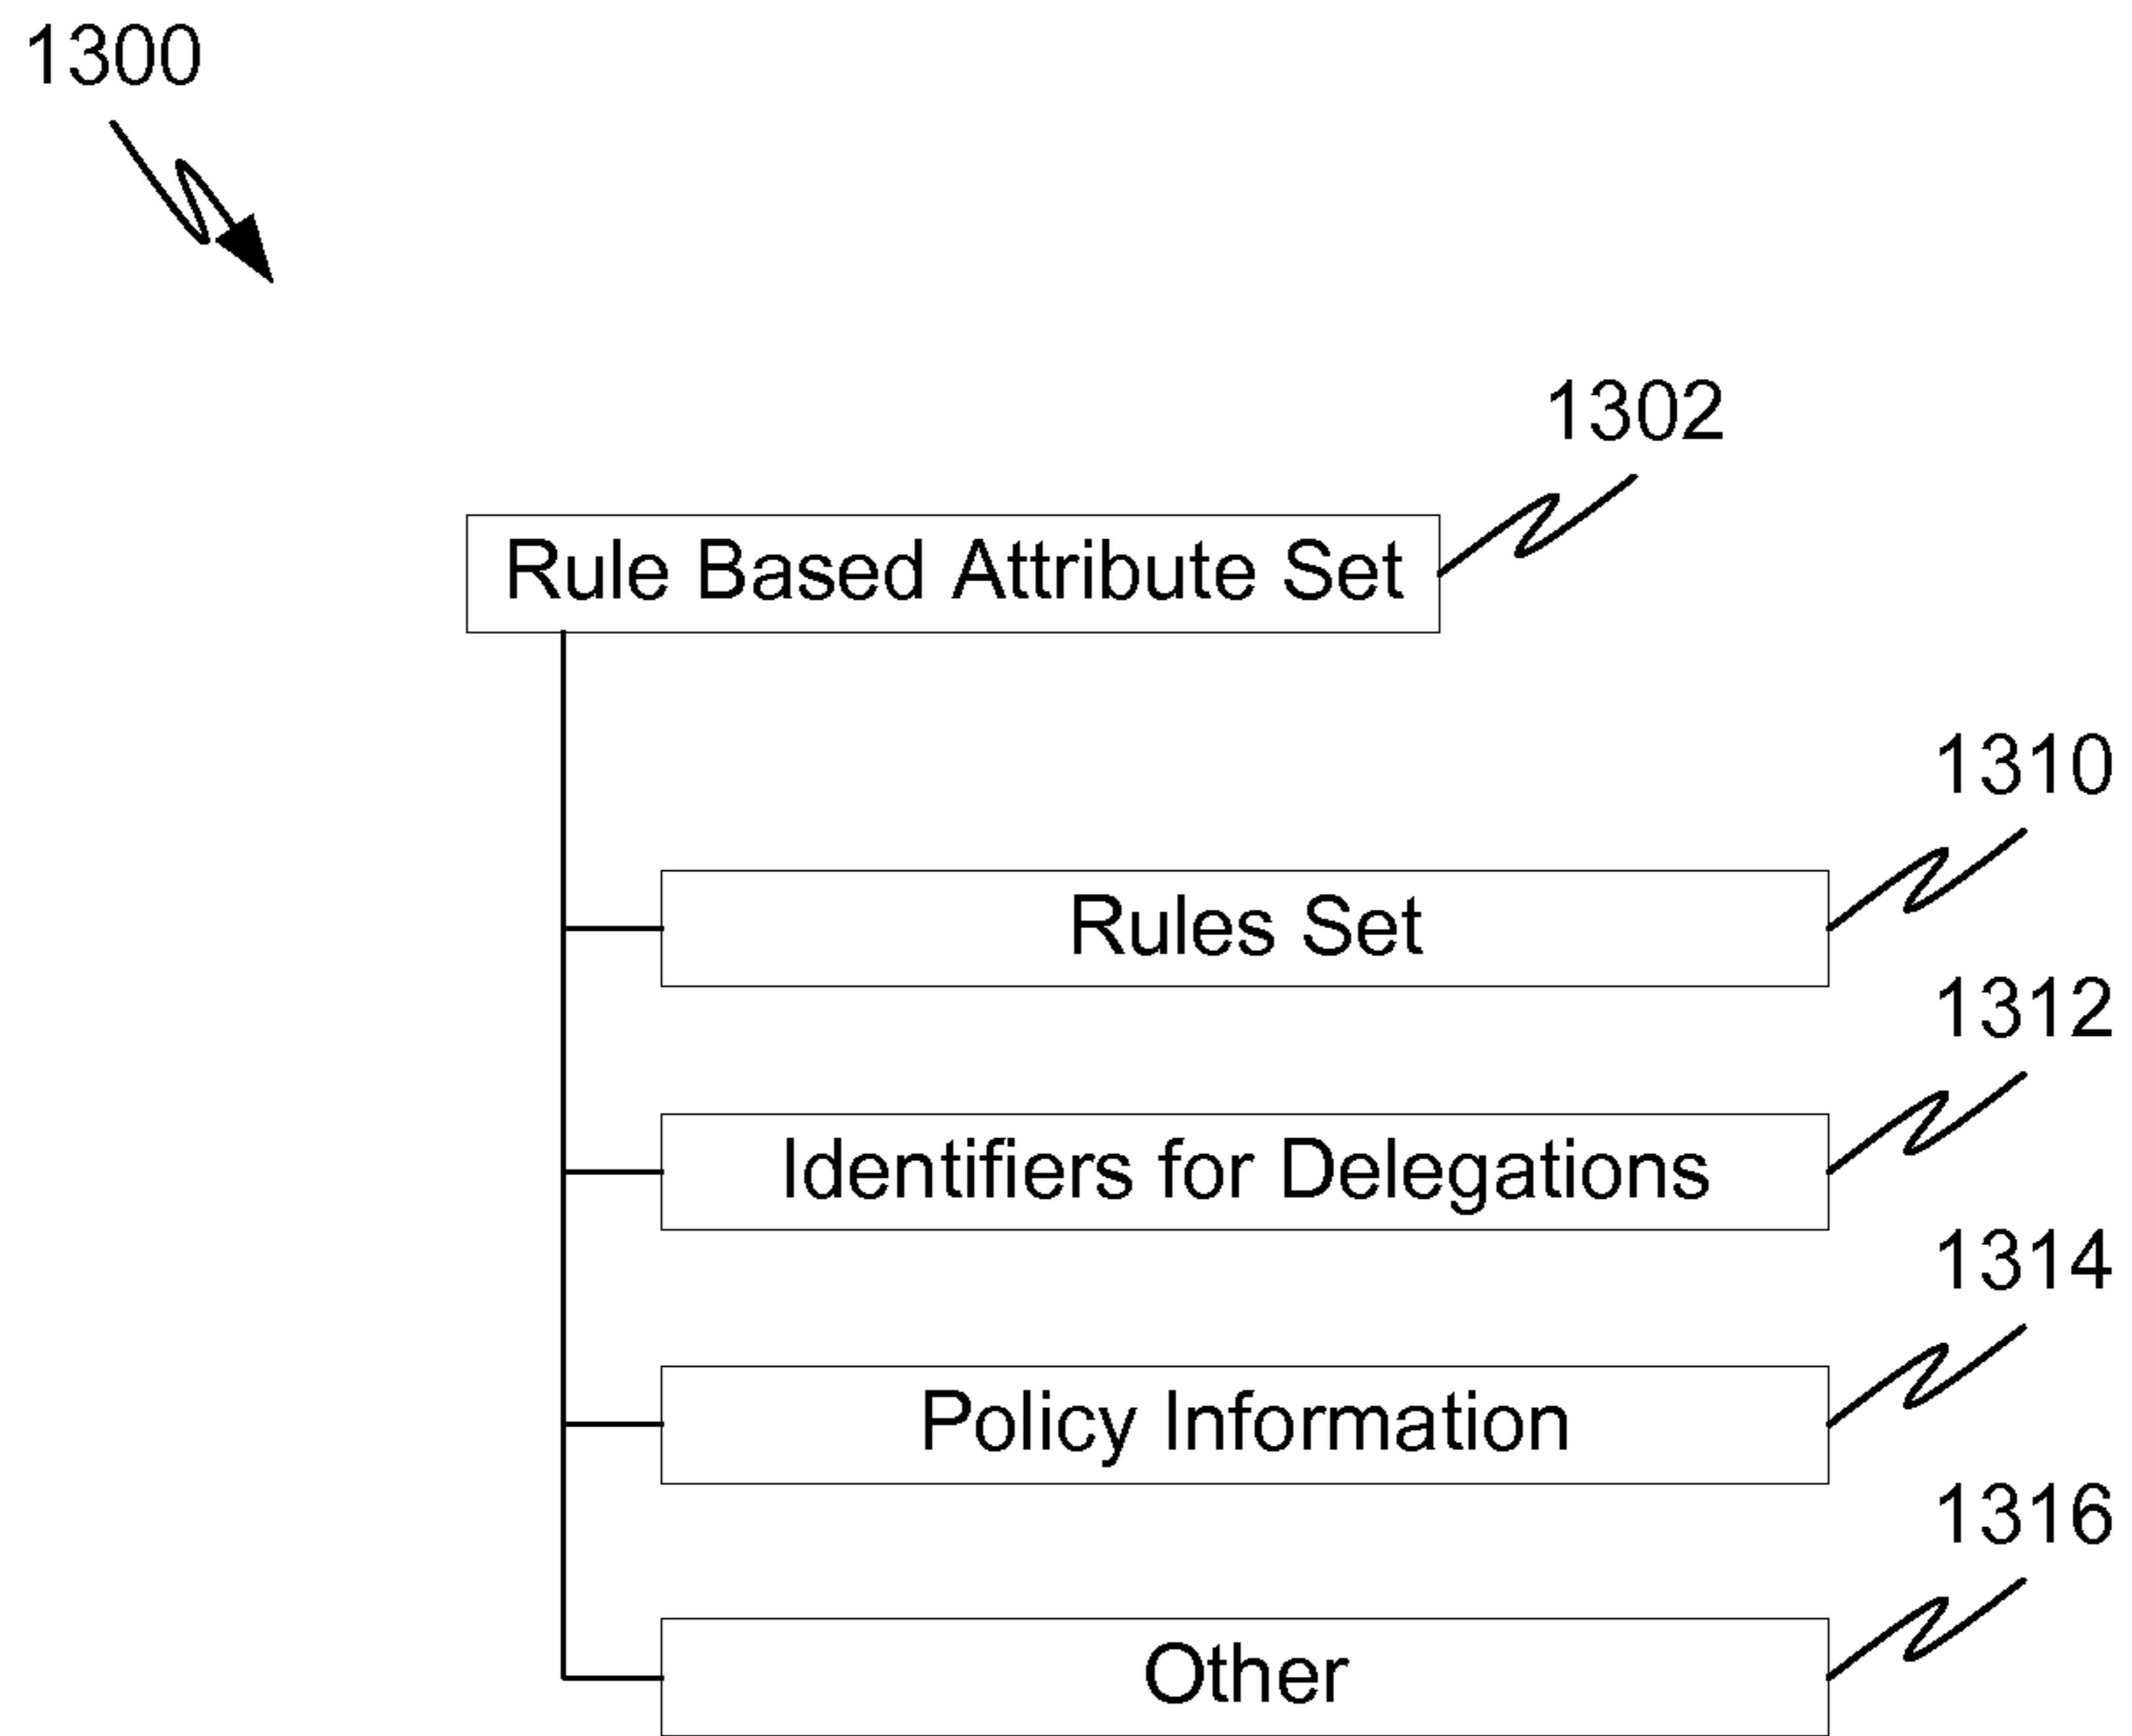 1300
1302
Rule Based Attribute Set
1310
Rules Set
1312
Identifiers for Delegations
1314
Policy Information
1316
Other